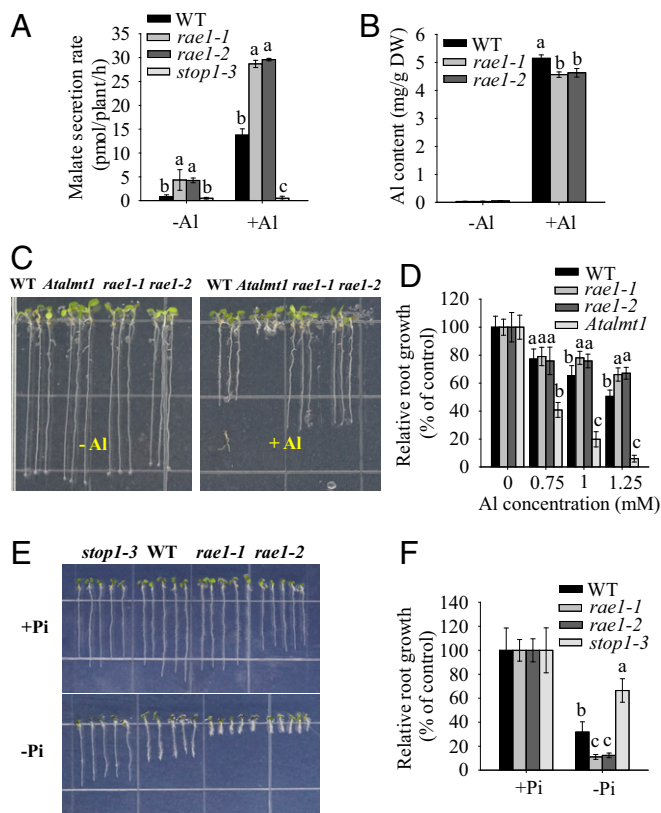 A
Malate secretion rate
(pmol/plant/h)
35
30
25
20
15
10
5
0
WT
rae1-1
rae1-2
stop1-3
b a a b
b a a c
-Al +Al
B
Al content (mg/g DW)
6
5
4
3
2
1
0
WT
rae1-1
rae1-2
a b b
-Al +Al
C
WT Atalmt1 rae1-1 rae1-2 WT Atalmt1 rae1-1 rae1-2
- Al + Al
D
Relative root growth
(% of control)
120
100
80
60
40
20
0
WT
rae1-1
rae1-2
Atalmt1
aaa b
b aa c
b aa c
0 0.75 1 1.25
Al concentration (mM)
E
stop1-3 WT rae1-1 rae1-2
+Pi
-Pi
F
Relative root growth
(% of control)
140
120
100
80
60
40
20
0
WT
rae1-1
rae1-2
stop1-3
b c c a
+Pi -Pi